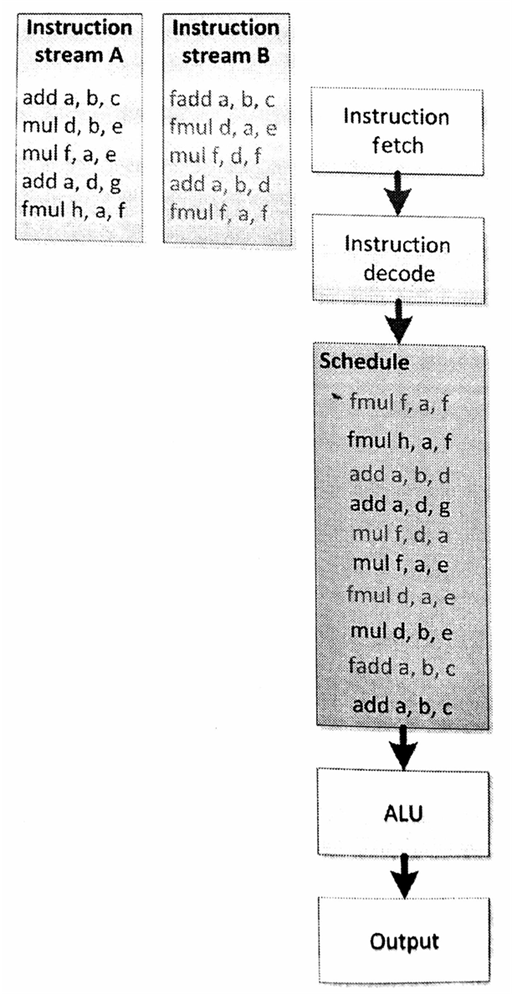 Instruction
stream A
add a, b, c
mul d, b, e
mul f, a, e
add a, d, g
fmul h, a, f
Instruction
stream B
fadd a, b, c
fmul d, a, e
mul f, d, f
add a, b, d
fmul f, a, f
Instruction
fetch
Instruction
decode
Schedule
fmul f, a, f
fmul h, a, f
add a, b, d
add a, d, g
mul f, d, a
mul f, a, e
fmul d, a, e
mul d, b, e
fadd a, b, c
add a, b, c
ALU
Output